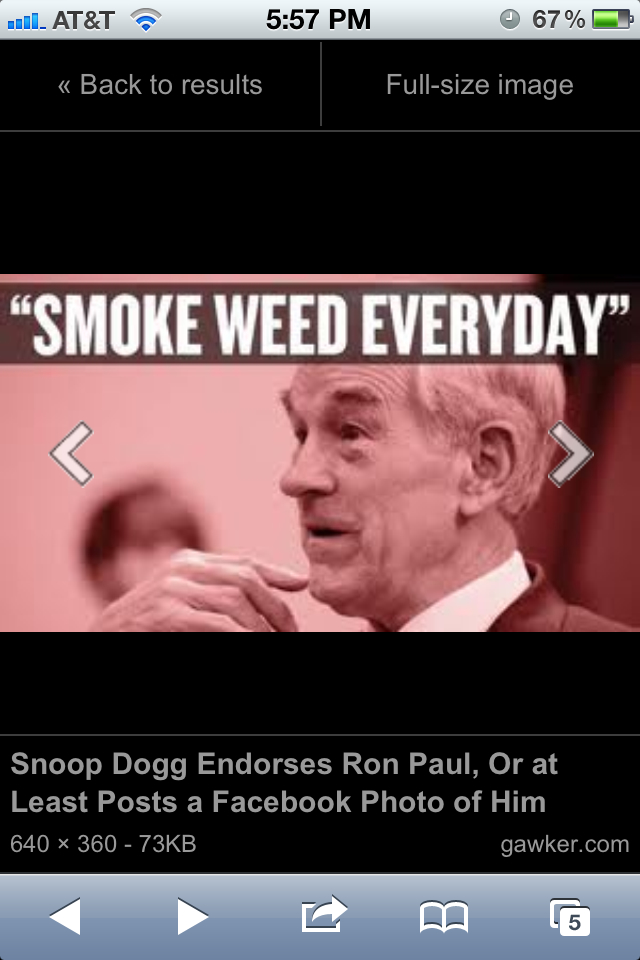 AT&T 5:57 PM 67%
« Back to results Full-size image
“SMOKE WEED EVERYDAY”
Snoop Dogg Endorses Ron Paul, Or at
Least Posts a Facebook Photo of Him
640 × 360 - 73KB gawker.com
5